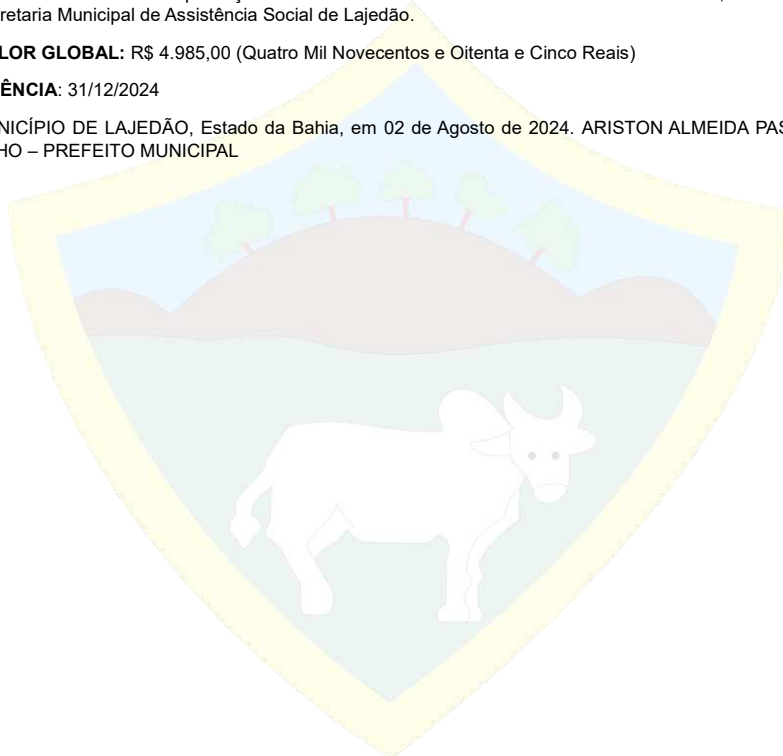 retaria Municipal de Assistência Social de Lajedão.
LOR GLOBAL: R$ 4.985,00 (Quatro Mil Novecentos e Oitenta e Cinco Reais)
ÊNCIA: 31/12/2024
NICÍPIO DE LAJEDÃO, Estado da Bahia, em 02 de Agosto de 2024. ARISTON ALMEIDA PAS
HO – PREFEITO MUNICIPAL